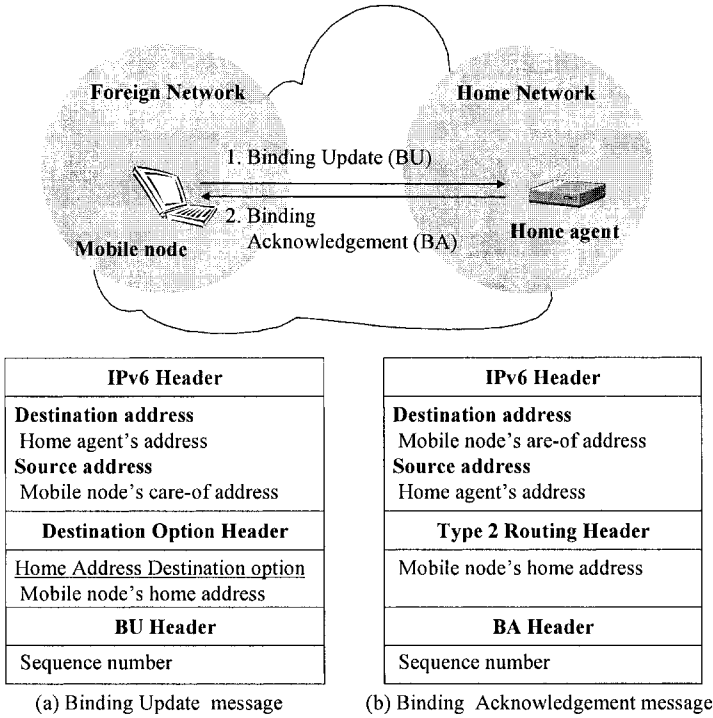 Foreign Network
Home Network
1. Binding Update (BU)
2. Binding
Acknowledgement (BA)
Mobile node
Home agent
IPv6 Header
Destination address
Home agent's address
Source address
Mobile node's care-of address
Destination Option Header
Home Address Destination option
Mobile node's home address
BU Header
Sequence number
(a) Binding Update message
IPv6 Header
Destination address
Mobile node's are-of address
Source address
Home agent's address
Type 2 Routing Header
Mobile node's home address
BA Header
Sequence number
(b) Binding Acknowledgement message